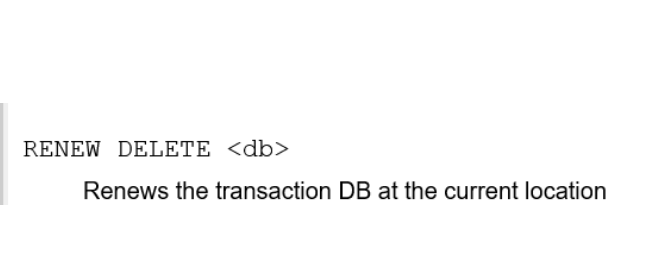 RENEW DELETE <db>
Renews the transaction DB at the current location